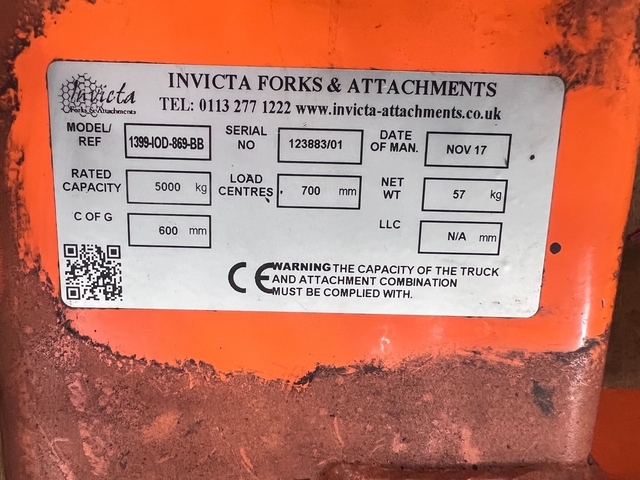 Invicta
Forks & Attachments
INVICTA FORKS & ATTACHMENTS
TEL: 0113 277 1222 www.invicta-attachments.co.uk
MODEL/
REF
1399-IOD-869-BB
SERIAL
NO
123883/01
DATE
OF MAN.
NOV 17
RATED
CAPACITY
5000 kg
LOAD
CENTRES
700 mm
NET
WT
57 kg
C OF G
600 mm
LLC
N/A mm
CE
WARNING THE CAPACITY OF THE TRUCK
AND ATTACHMENT COMBINATION
MUST BE COMPLIED WITH.